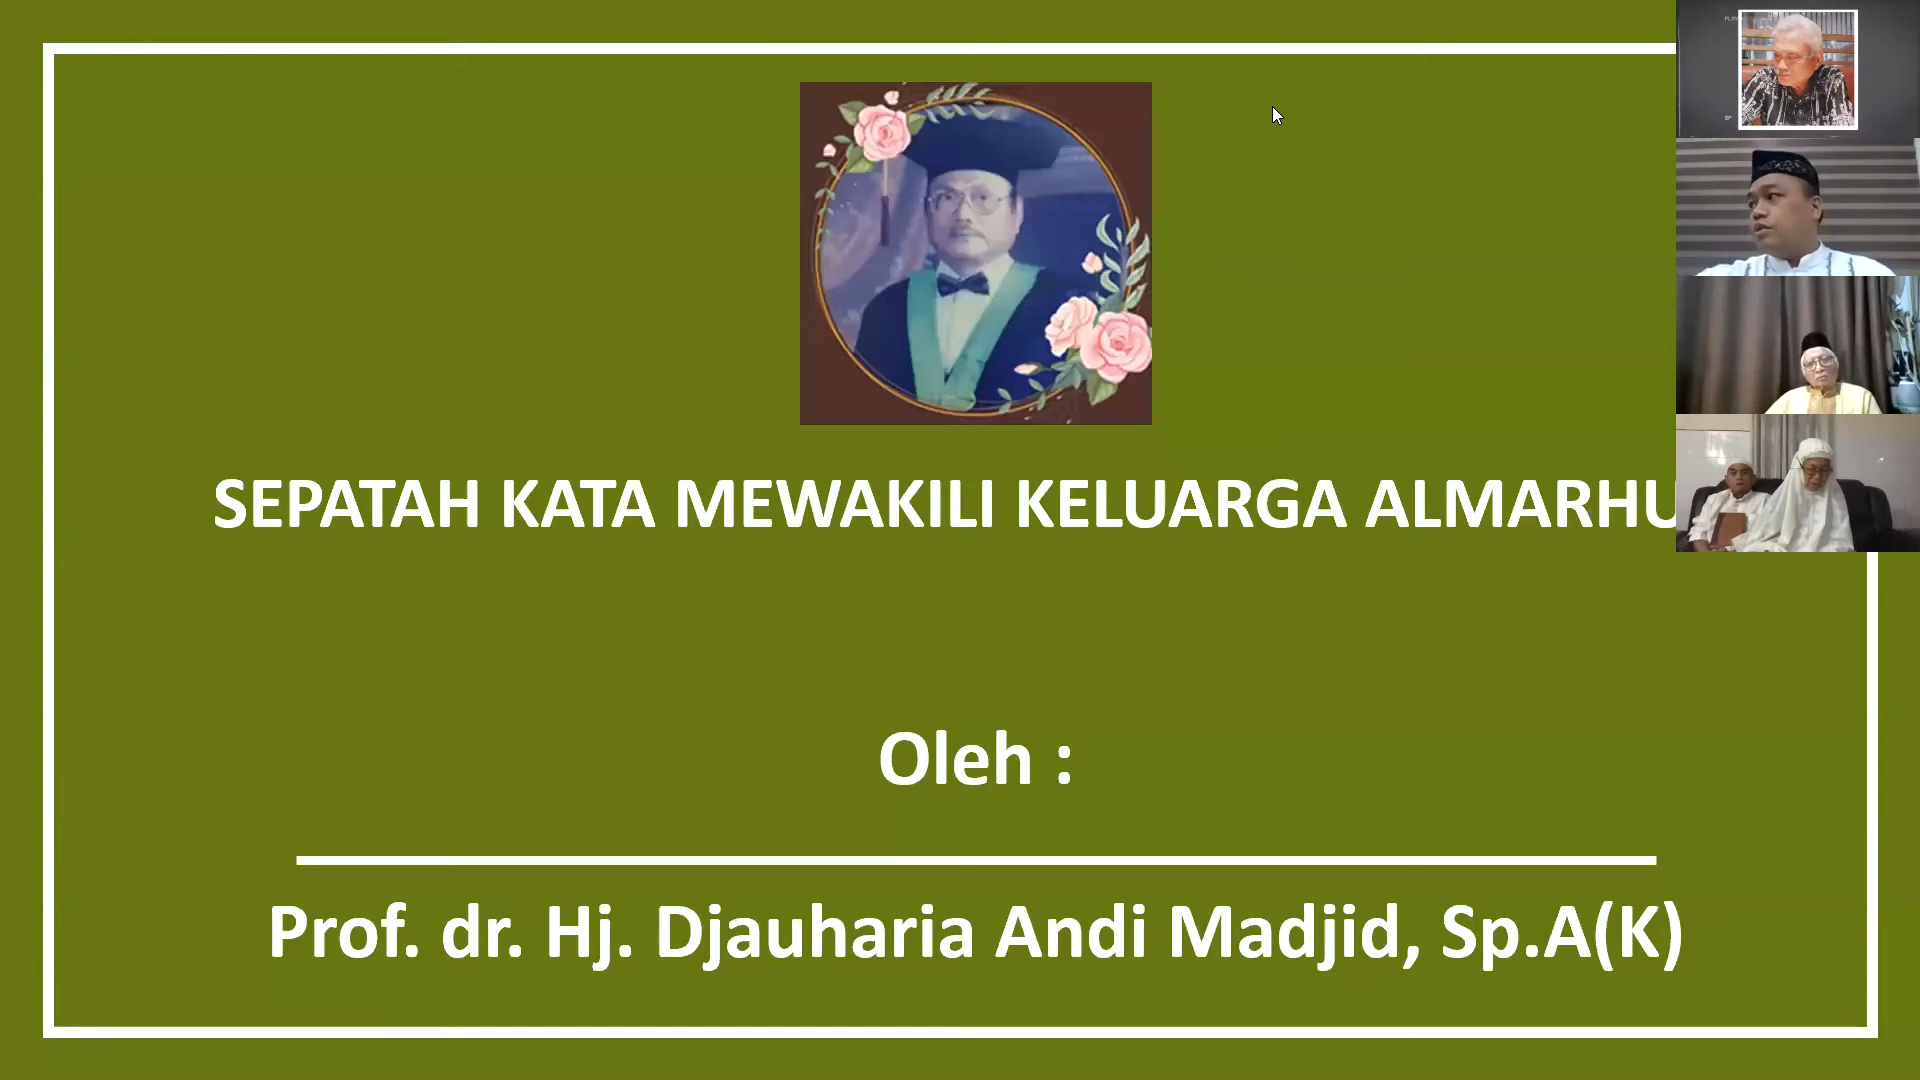 SEPATAH KATA MEWAKILI KELUARGA ALMARHU
Oleh :
Prof. dr. Hj. Djauharia Andi Madjid, Sp.A(K)